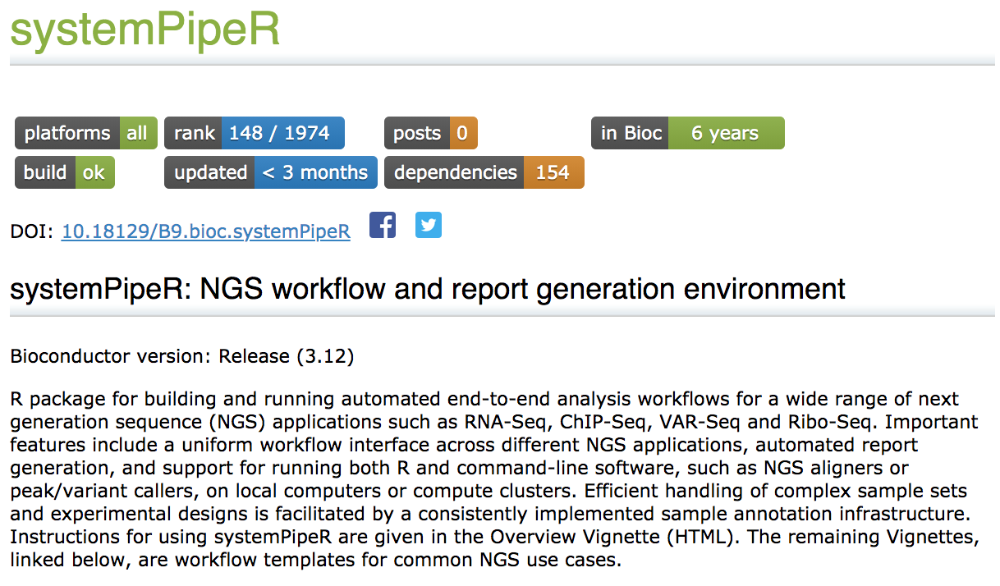 systemPipeR
platforms all rank 148 / 1974 posts 0 in Bioc 6 years
build ok updated < 3 months dependencies 154
DOI: 10.18129/B9.bioc.systemPipeR
systemPipeR: NGS workflow and report generation environment
Bioconductor version: Release (3.12)
R package for building and running automated end-to-end analysis workflows for a wide range of next
generation sequence (NGS) applications such as RNA-Seq, ChIP-Seq, VAR-Seq and Ribo-Seq. Important
features include a uniform workflow interface across different NGS applications, automated report
generation, and support for running both R and command-line software, such as NGS aligners or
peak/variant callers, on local computers or compute clusters. Efficient handling of complex sample sets
and experimental designs is facilitated by a consistently implemented sample annotation infrastructure.
Instructions for using systemPipeR are given in the Overview Vignette (HTML). The remaining Vignettes,
linked below, are workflow templates for common NGS use cases.